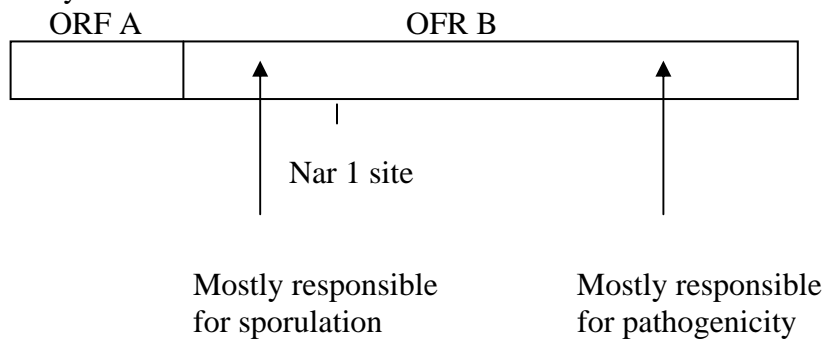 ORF A OFR B
Nar 1 site
Mostly responsible Mostly responsible
for sporulation for pathogenicity